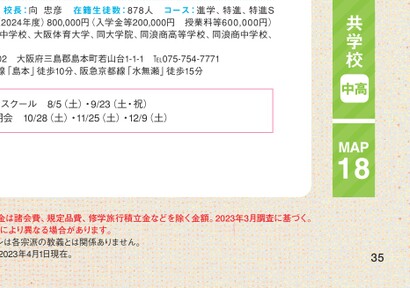 校長：向 忠彦 在籍生徒数：878人 コース：進学、特進、特進S
2024年度）800,000円（入学金等200,000円 授業料等600,000円）
中学校、大阪体育大学、同大学院、同浪商高等学校、同浪商中学校、
02 大阪府三島郡島本町若山台1-1-1 ℡075-754-7771
線「島本」徒歩10分、阪急京都線「水無瀬」徒歩15分
スクール 8/5（土）・9/23（土・祝）
明会 10/28（土）・11/25（土）・12/9（土）
共学校
中高
MAP
18
金は諸会費、規定品費、修学旅行積立金などを除く金額。2023年3月調査に基づく。
により異なる場合があります。
ンは各宗派の教義とは関係ありません。
2023年4月1日現在。
35